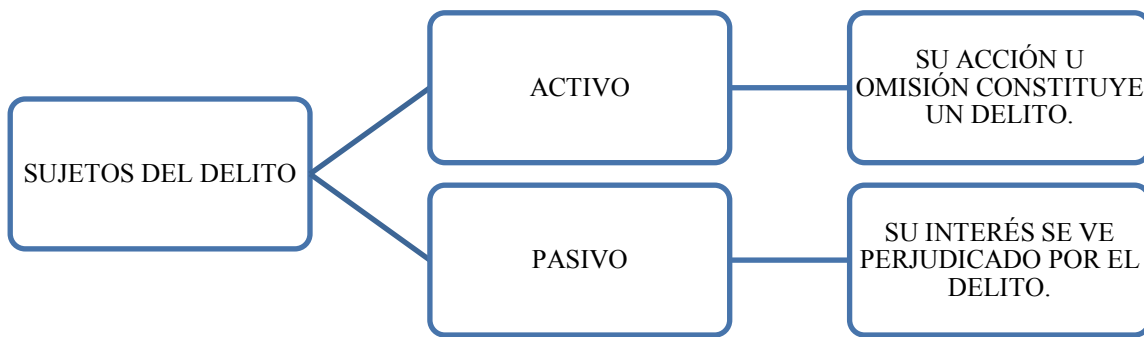 SUJETOS DEL DELITO
ACTIVO
SU ACCIÓN U
OMISIÓN CONSTITUYE
UN DELITO.
PASIVO
SU INTERÉS SE VE
PERJUDICADO POR EL
DELITO.